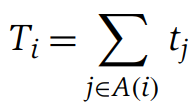 T_i = \sum_{j \in A(i)} t_j